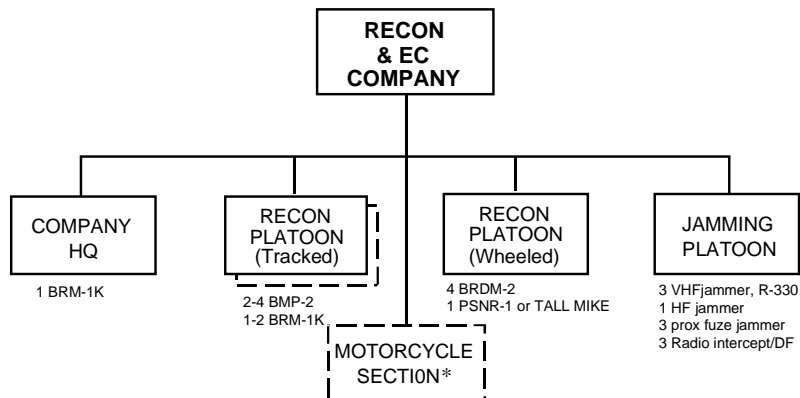 RECON
& EC
COMPANY
COMPANY
HQ
1 BRM-1K
RECON
PLATOON
(Tracked)
2-4 BMP-2
1-2 BRM-1K
MOTORCYCLE
SECTI0N*
RECON
PLATOON
(Wheeled)
4 BRDM-2
1 PSNR-1 or TALL MIKE
JAMMING
PLATOON
3 VHFjammer, R-330
1 HF jammer
3 prox fuze jammer
3 Radio intercept/DF